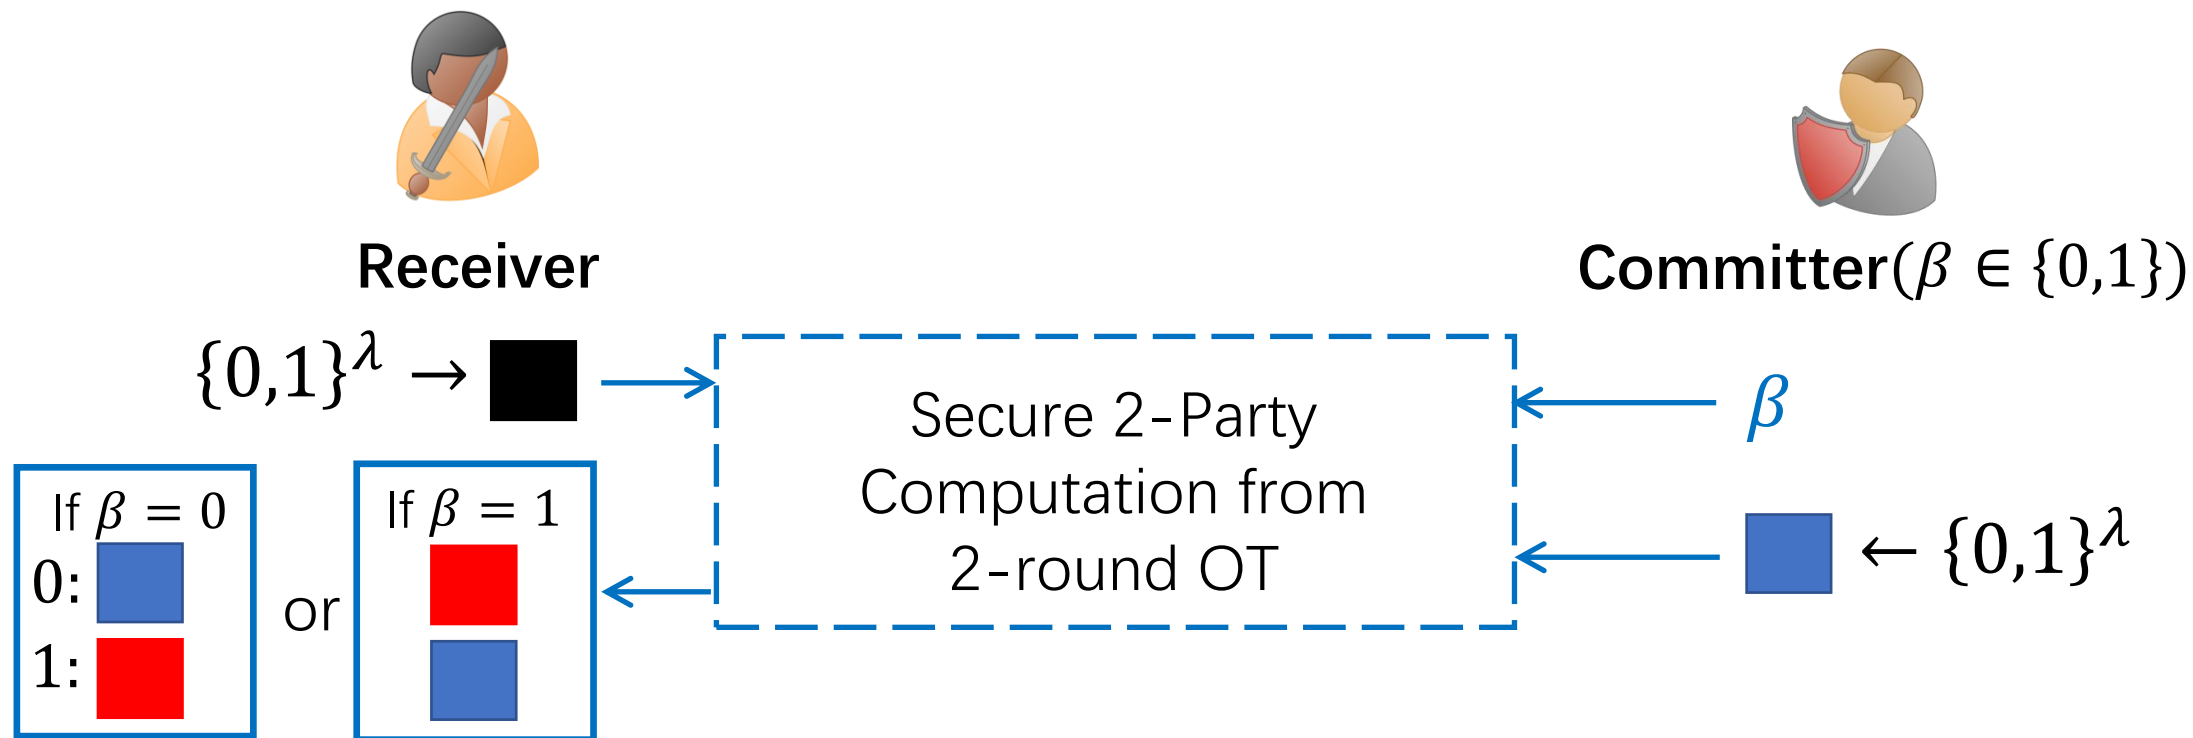 Receiver
Committer(β ∈ {0,1})
{0,1}^λ →
β
Secure 2-Party
Computation from
2-round OT
← {0,1}^λ
If β = 0
0:
1:
or
If β = 1